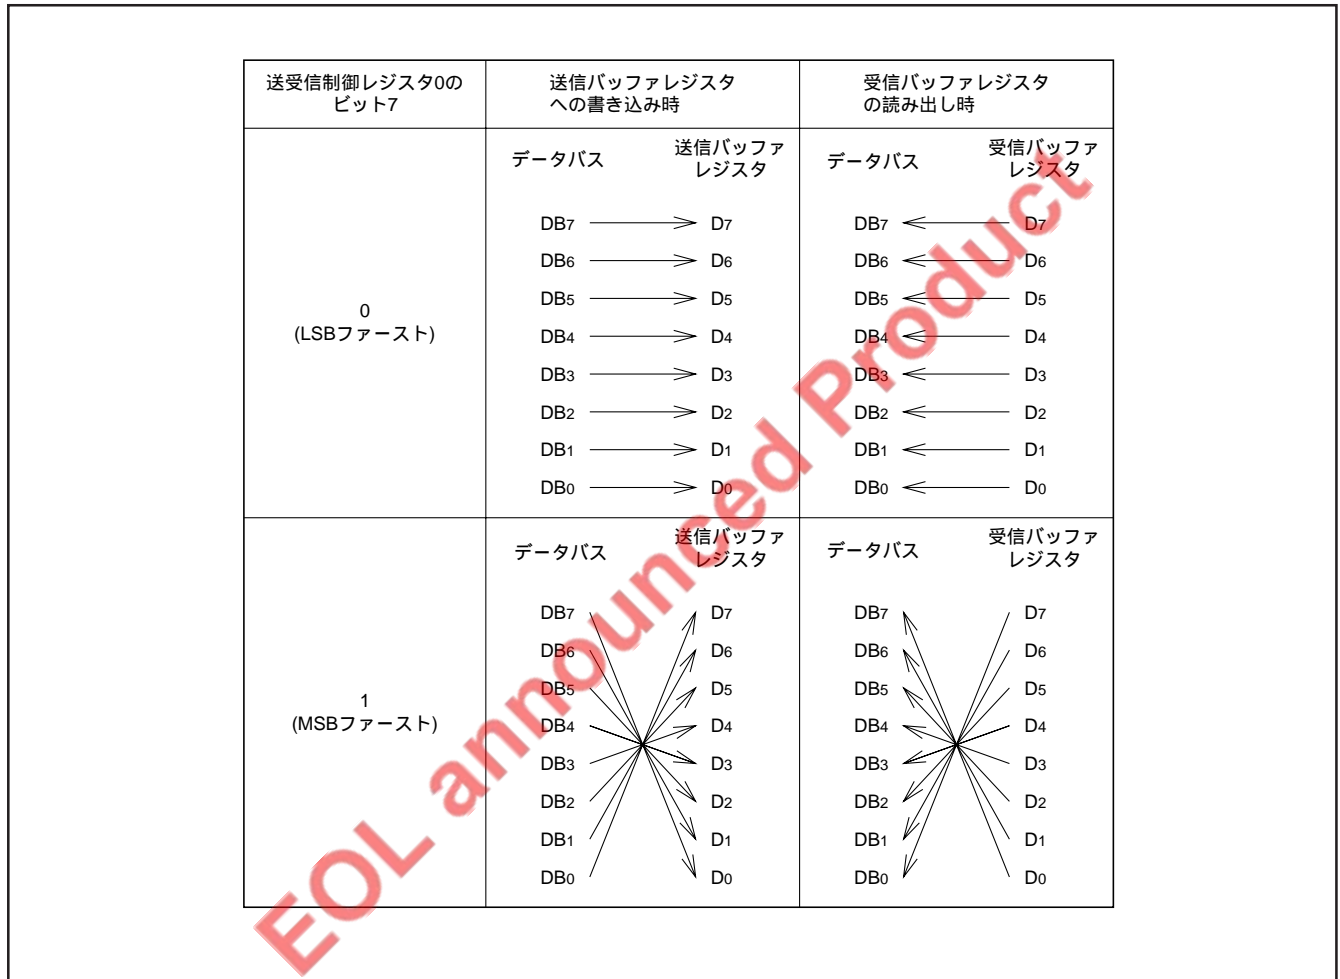 送受信制御レジスタ0の
ビット7
送信バッファレジスタ
への書き込み時
受信バッファレジスタ
の読み出し時
0
(LSBファースト)
データバス
送信バッファ
レジスタ
DB7 D7
DB6 D6
DB5 D5
DB4 D4
DB3 D3
DB2 D2
DB1 D1
DB0 D0
データバス
受信バッファ
レジスタ
DB7 D7
DB6 D6
DB5 D5
DB4 D4
DB3 D3
DB2 D2
DB1 D1
DB0 D0
1
(MSBファースト)
データバス
送信バッファ
レジスタ
DB7 D7
DB6 D6
DB5 D5
DB4 D4
DB3 D3
DB2 D2
DB1 D1
DB0 D0
データバス
受信バッファ
レジスタ
DB7 D7
DB6 D6
DB5 D5
DB4 D4
DB3 D3
DB2 D2
DB1 D1
DB0 D0
EOL announced Product